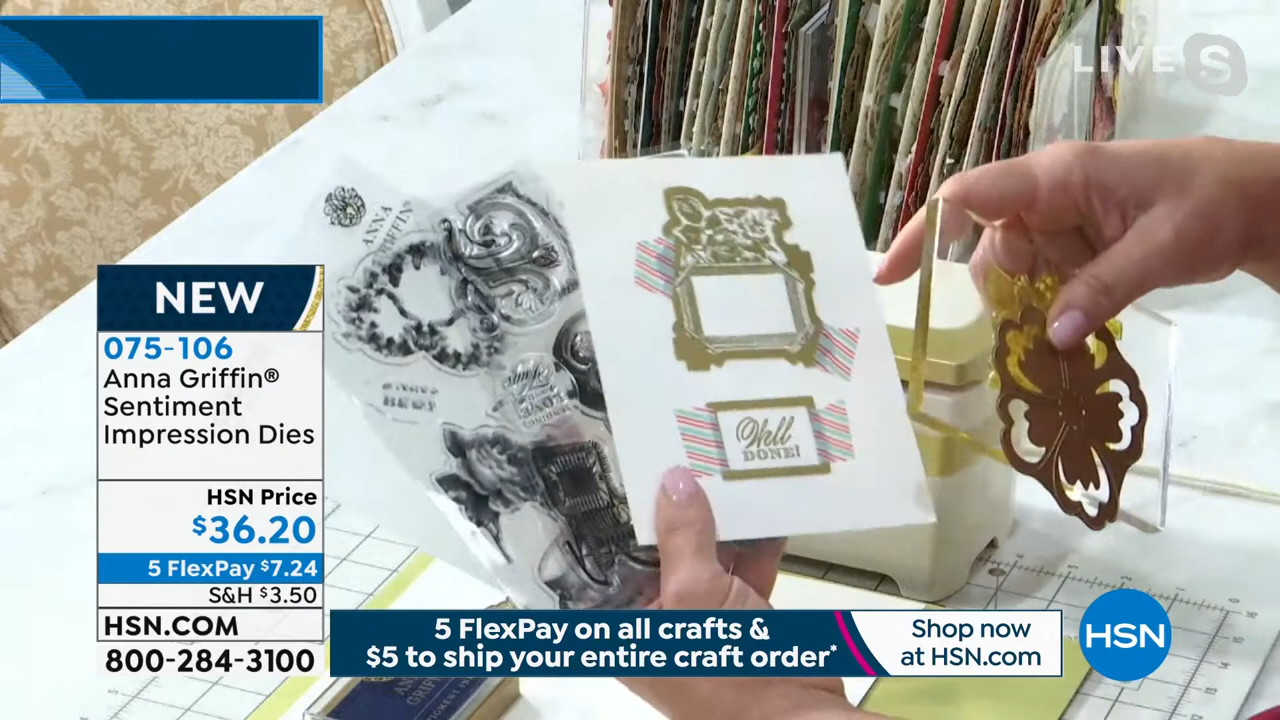 LIVE S
NEW
075-106
Anna Griffin®
Sentiment
Impression Dies
HSN Price
$36.20
5 FlexPay $7.24
S&H $3.50
HSN.COM
800-284-3100
ANNA
GRIFFIN
Well
DONE!
5 FlexPay on all crafts &
$5 to ship your entire craft order*
Shop now
at HSN.com
HSN
ANNA
GRIFFIN